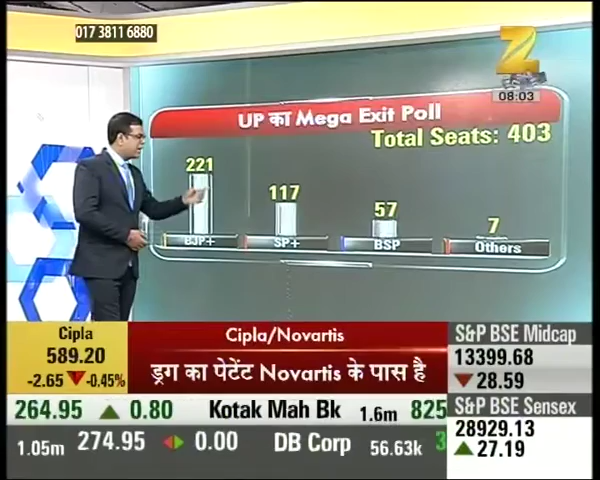 017 3811 6880
08:03
UP का Mega Exit Poll
Total Seats: 403
221
117
57
7
BJP+
SP+
BSP
Others
Cipla
589.20
-2.65 -0.45%
Cipla/Novartis
ड्रग का पेटेंट Novartis के पास है
S&P BSE Midcap
13399.68
28.59
S&P BSE Sensex
28929.13
27.19
264.95 0.80 Kotak Mah Bk 1.6m 825
1.05m 274.95 0.00 DB Corp 56.63k 3